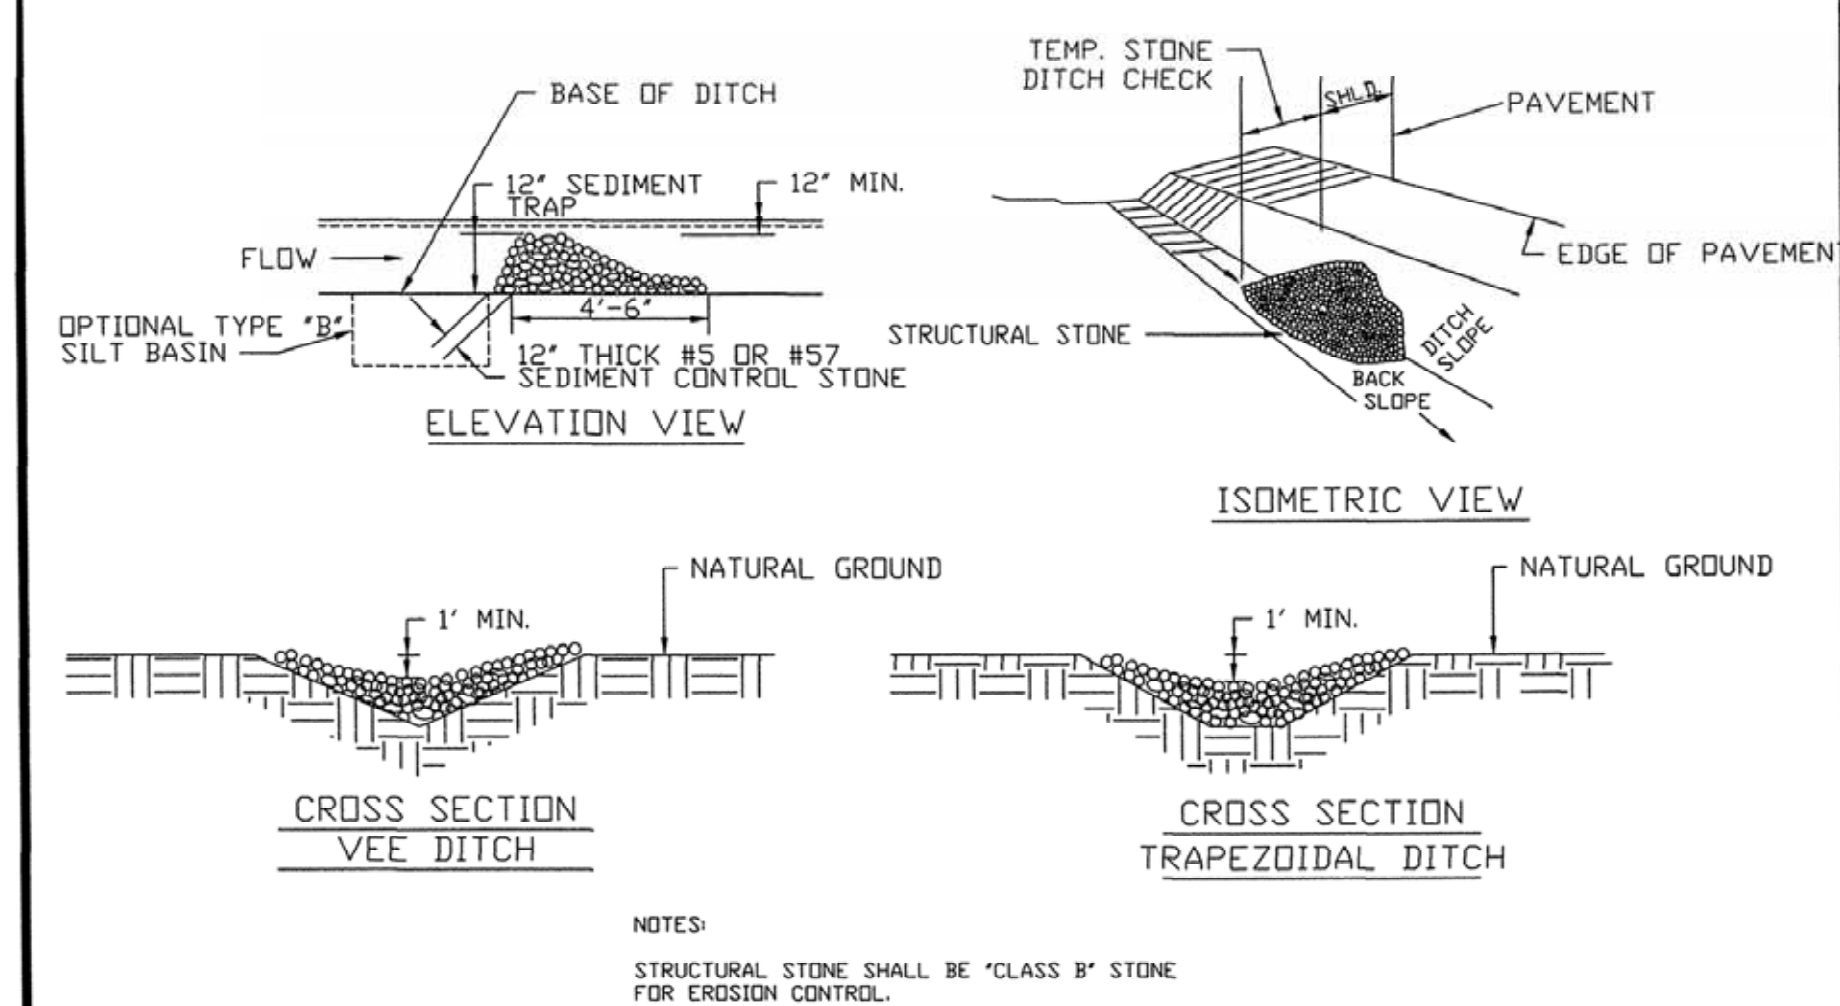 BASE OF DITCH
12" SEDIMENT
TRAP
12" MIN.
FLOW
4'-6"
OPTIONAL TYPE "B"
SILT BASIN
12" THICK #5 OR #57
SEDIMENT CONTROL STONE
ELEVATION VIEW
TEMP. STONE
DITCH CHECK
SHLD.
PAVEMENT
EDGE OF PAVEMEN
STRUCTURAL STONE
DITCH
SLOPE
BACK
SLOPE
ISOMETRIC VIEW
NATURAL GROUND
1' MIN.
CROSS SECTION
VEE DITCH
NATURAL GROUND
1' MIN.
CROSS SECTION
TRAPEZOIDAL DITCH
NOTES:
STRUCTURAL STONE SHALL BE "CLASS B" STONE
FOR EROSION CONTROL.